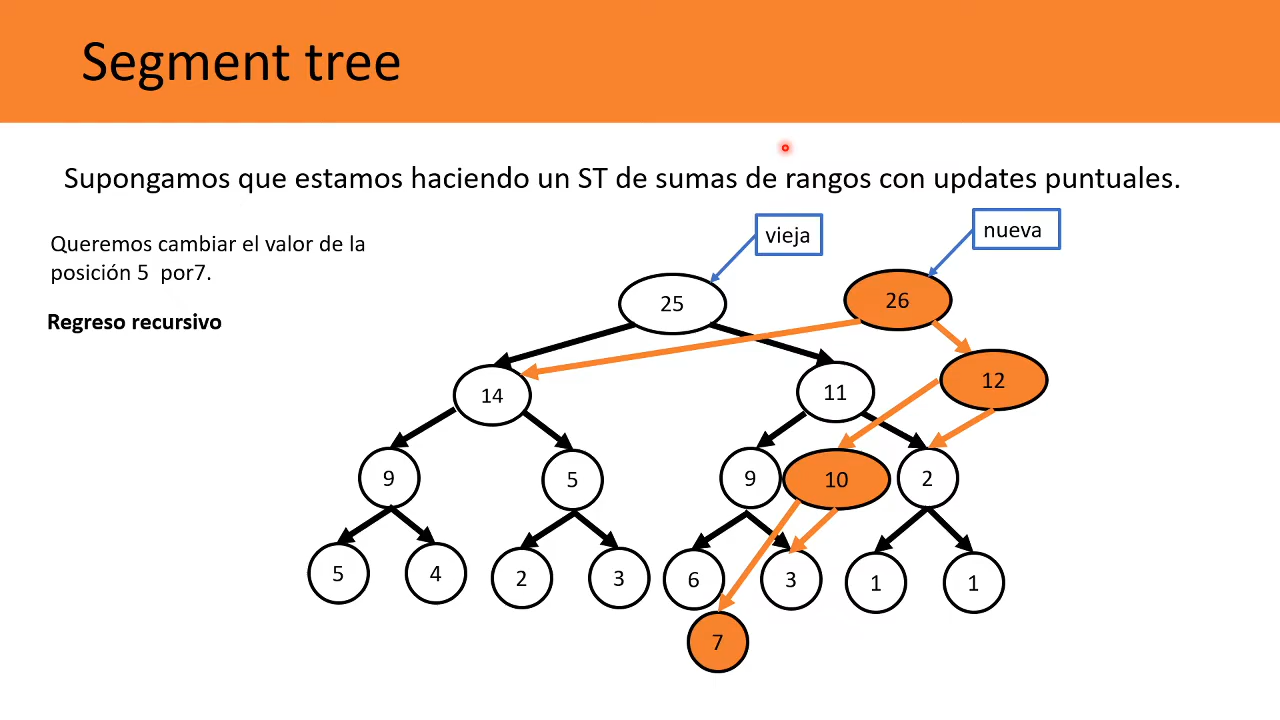 Segment tree
Supongamos que estamos haciendo un ST de sumas de rangos con updates puntuales.
Queremos cambiar el valor de la
posición 5  por7.
Regreso recursivo
vieja
nueva
25
26
14
11
12
9
5
9
10
2
5
4
2
3
6
3
1
1
7